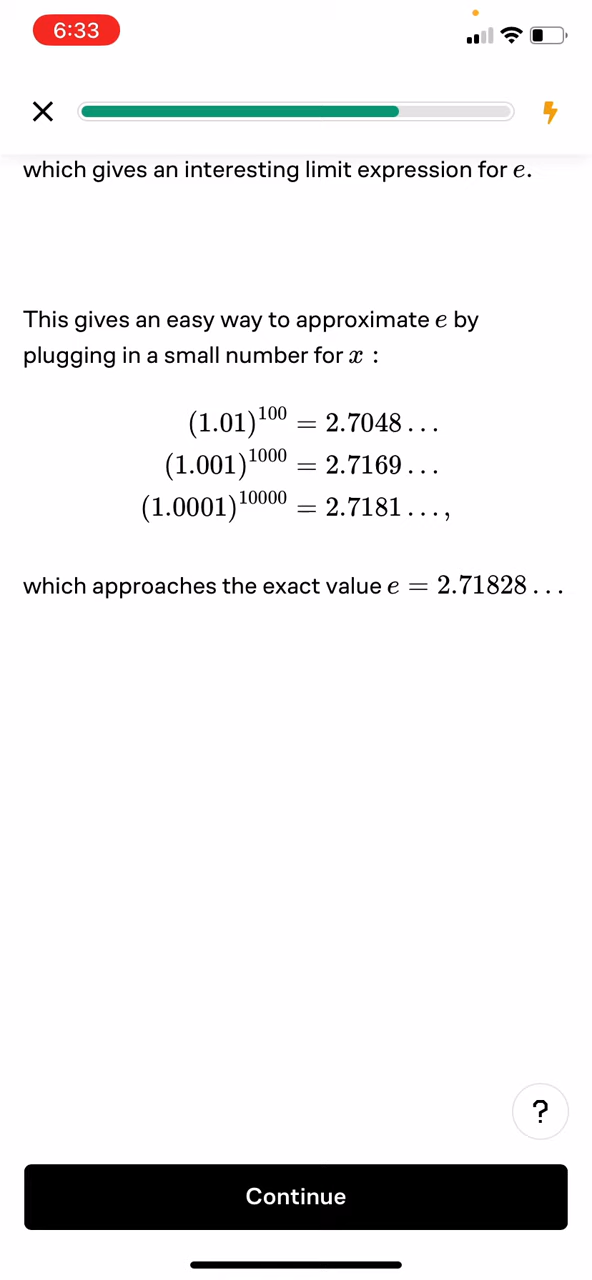 6:33
which gives an interesting limit expression for e.
This gives an easy way to approximate e by
plugging in a small number for x :
(1.01)^100 = 2.7048...
(1.001)^1000 = 2.7169...
(1.0001)^10000 = 2.7181...,
which approaches the exact value e = 2.71828...
?
Continue